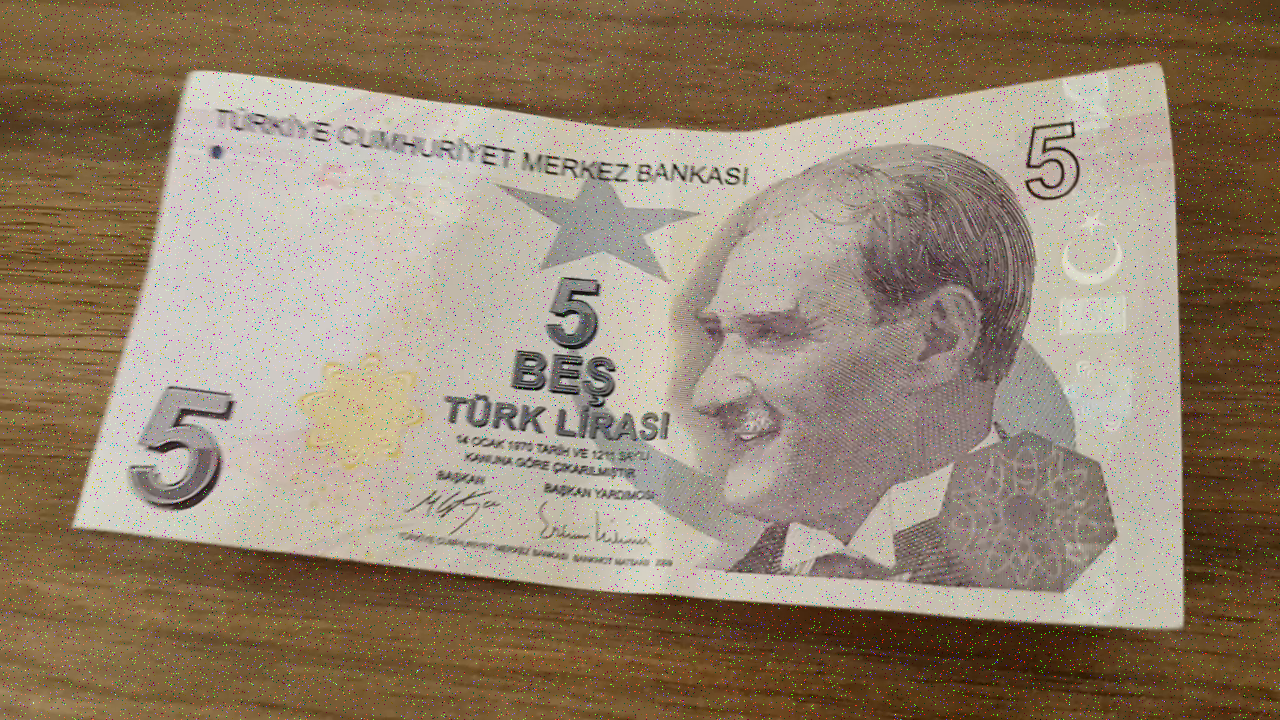 TÜRKİYE CUMHURİYET MERKEZ BANKASI
5
5
BEŞ
TÜRK LİRASI
14 OCAK 1970 TARİH VE 1211 SAYILI
KANUNA GÖRE ÇIKARILMIŞTIR
BAŞKAN
BAŞKAN YARDIMCISI
5
TÜRKİYE CUMHURİYET MERKEZ BANKASI BANKNOT MATBAASI 2009